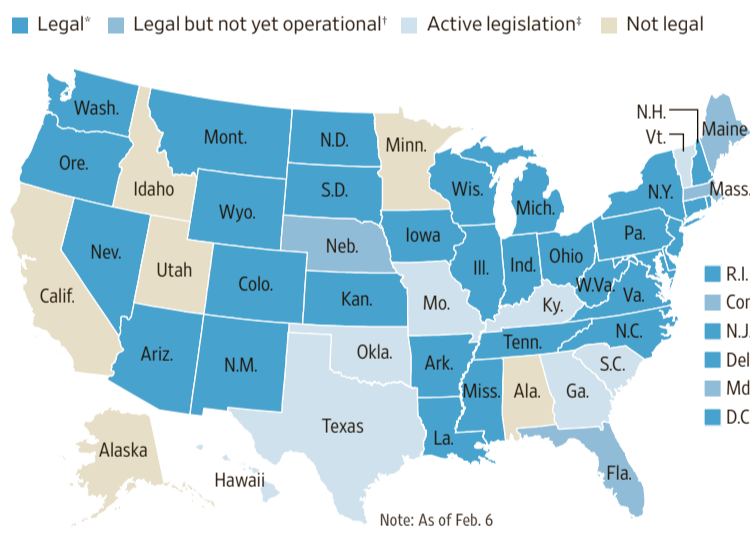 Legal* Legal but not yet operational† Active legislation‡ Not legal
Wash.
Mont.
N.D.
Minn.
N.H.
Vt.
Maine
Ore.
Idaho
S.D.
Wis.
Mich.
N.Y.
Mass.
Wyo.
Nev.
Utah
Colo.
Neb.
Iowa
Ill.
Ind.
Ohio
Pa.
Calif.
Kan.
Mo.
Ky.
W.Va.
Va.
R.I.
Con
N.J.
Del
Md
D.C
Ariz.
N.M.
Okla.
Ark.
Tenn.
N.C.
S.C.
Miss.
Ala.
Ga.
Texas
La.
Fla.
Alaska
Hawaii
Note: As of Feb. 6